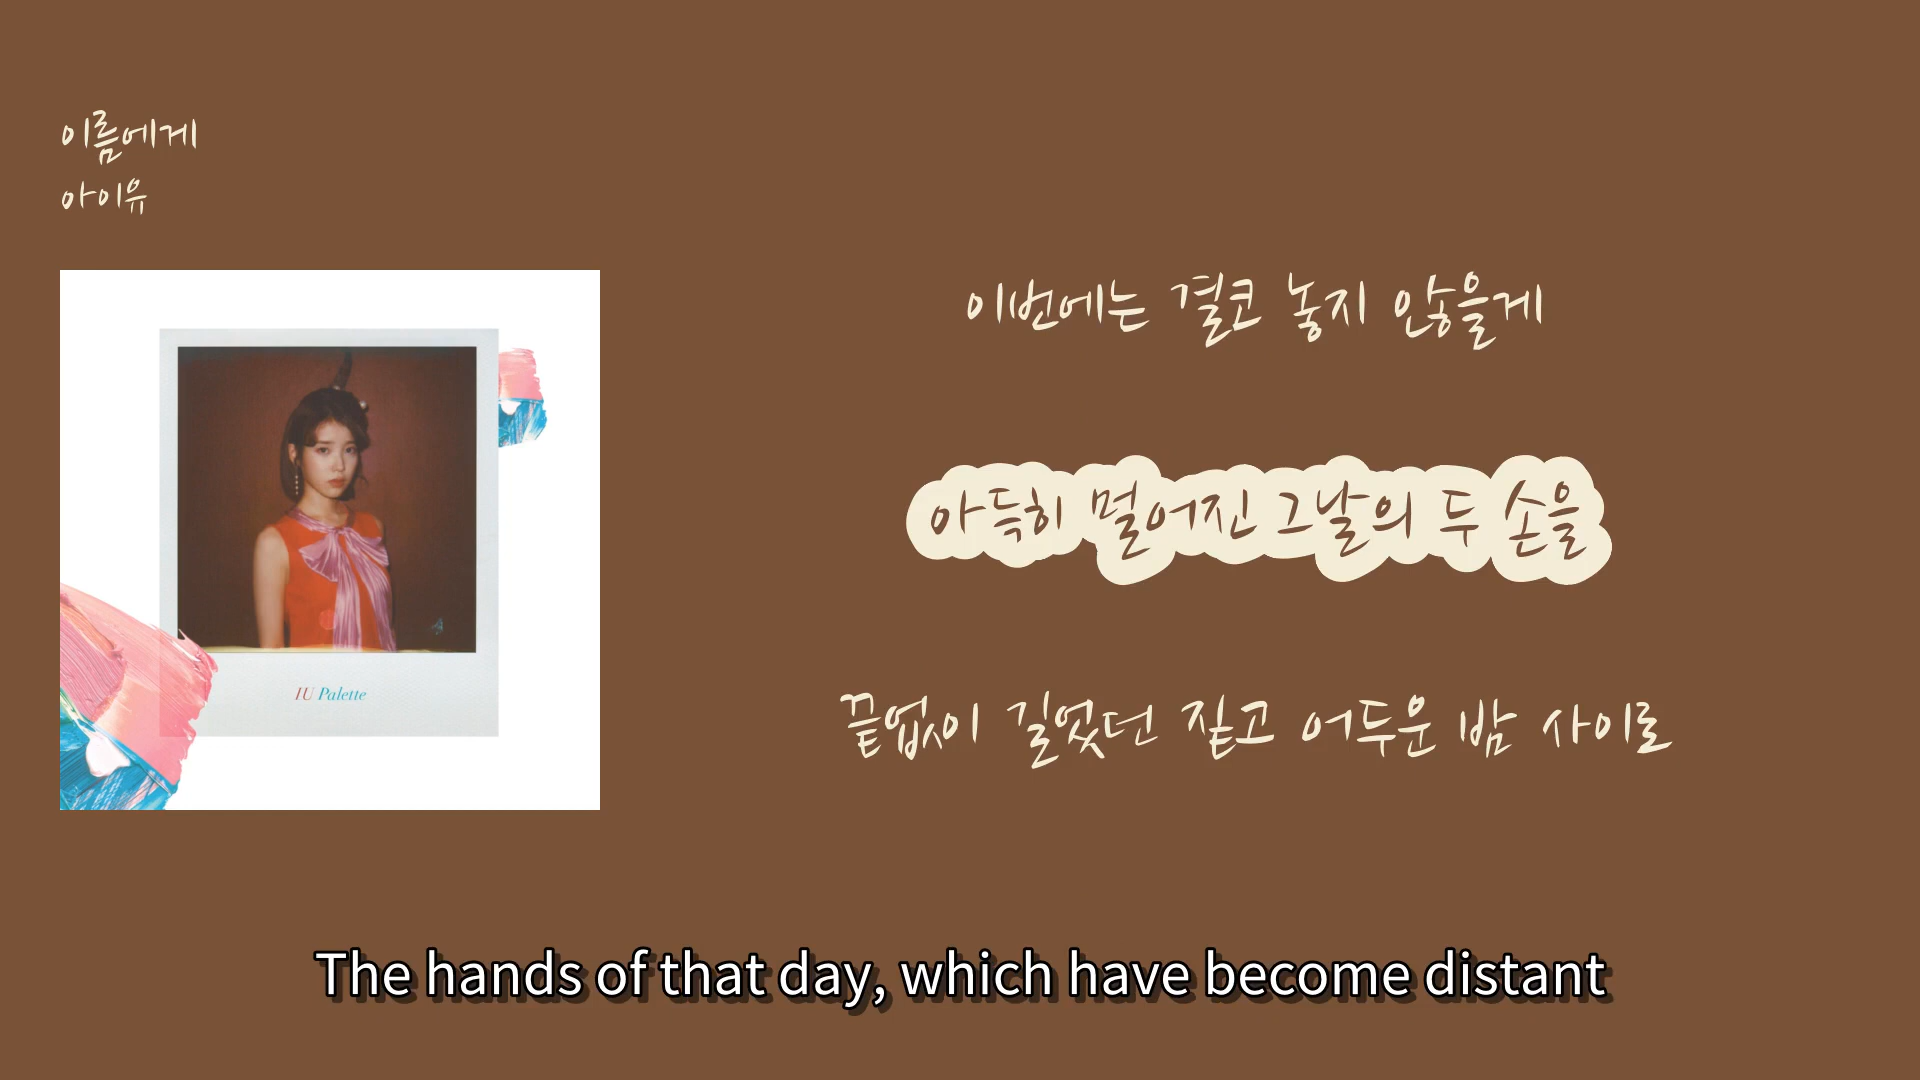 이름에게
아이유
IU Palette
이번에는 결코 놓지 않을게
아득히 멀어진 그날의 두 손을
끝없이 길었던 짙고 어두운 밤 사이로
The hands of that day, which have become distant